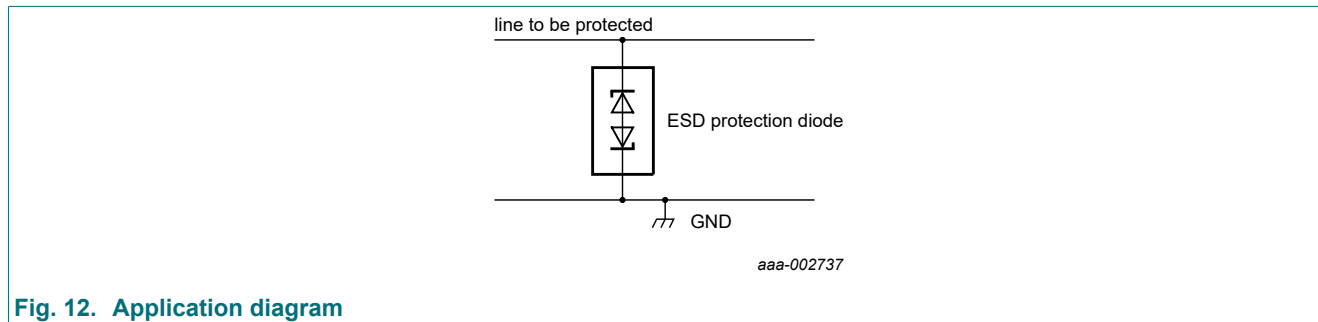 line to be protected
ESD protection diode
GND
aaa-002737
Fig. 12. Application diagram